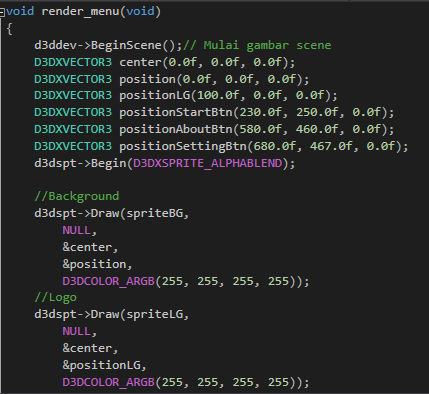 void render_menu(void)
{
    d3ddev->BeginScene();// Mulai gambar scene
    D3DXVECTOR3 center(0.0f, 0.0f, 0.0f);
    D3DXVECTOR3 position(0.0f, 0.0f, 0.0f);
    D3DXVECTOR3 positionLG(100.0f, 0.0f, 0.0f);
    D3DXVECTOR3 positionStartBtn(230.0f, 250.0f, 0.0f);
    D3DXVECTOR3 positionAboutBtn(580.0f, 460.0f, 0.0f);
    D3DXVECTOR3 positionSettingBtn(680.0f, 467.0f, 0.0f);
    d3dspt->Begin(D3DXSPRITE_ALPHABLEND);

    //Background
    d3dspt->Draw(spriteBG,
        NULL,
        &center,
        &position,
        D3DCOLOR_ARGB(255, 255, 255, 255));
    //Logo
    d3dspt->Draw(spriteLG,
        NULL,
        &center,
        &positionLG,
        D3DCOLOR_ARGB(255, 255, 255, 255));